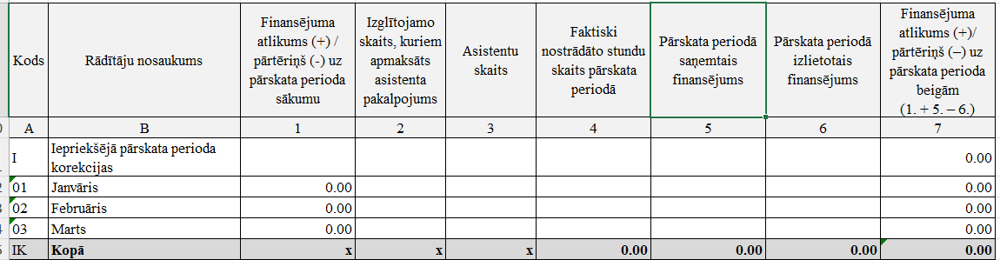 Kods
Rādītāju nosaukums
Finansējuma
atlikums (+) /
pārtēriņš (-) uz
pārskata perioda
sākumu
Izglītojamo
skaits, kuriem
apmaksāts
asistenta
pakalpojums
Asistentu
skaits
Faktiski
nostrādāto stundu
skaits pārskata
periodā
Pārskata periodā
saņemtais
finansējums
Pārskata periodā
izlietotais
finansējums
Finansējuma
atlikums (+)/
pārtēriņš (–) uz
pārskata perioda
beigām
(1. + 5. – 6.)
A B 1 2 3 4 5 6 7
I Iepriekšējā pārskata perioda
korekcijas 0.00
01 Janvāris 0.00 0.00
02 Februāris 0.00 0.00
03 Marts 0.00 0.00
IK Kopā x x x 0.00 0.00 0.00 0.00